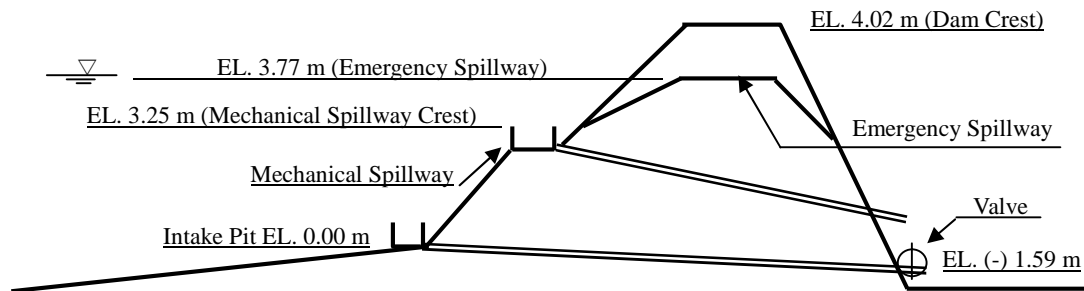 EL. 4.02 m (Dam Crest)
EL. 3.77 m (Emergency Spillway)
EL. 3.25 m (Mechanical Spillway Crest)
Emergency Spillway
Mechanical Spillway
Valve
Intake Pit EL. 0.00 m
EL. (-) 1.59 m